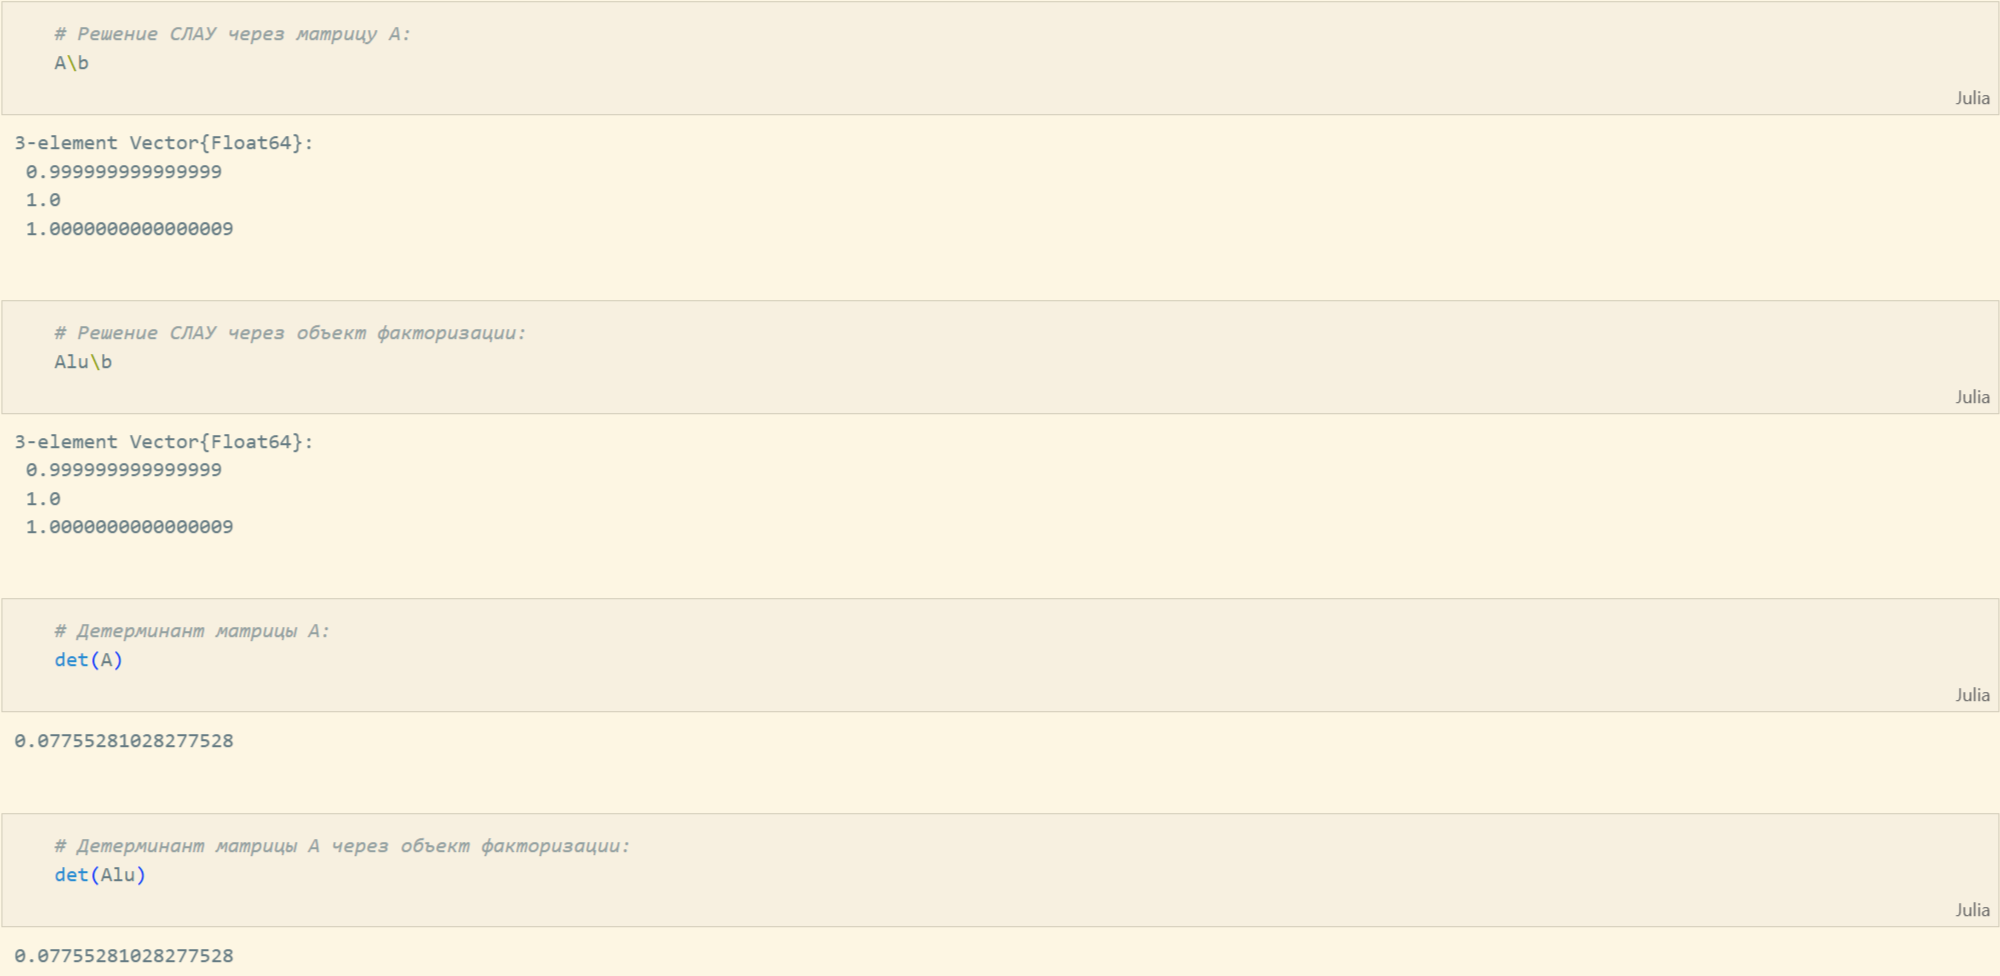 # Решение СЛАУ через матрицу A:
A\b
Julia
3-element Vector{Float64}:
0.999999999999999
1.0
1.0000000000000009
# Решение СЛАУ через объект факторизации:
Alu\b
Julia
3-element Vector{Float64}:
0.999999999999999
1.0
1.0000000000000009
# Детерминант матрицы A:
det(A)
Julia
0.07755281028277528
# Детерминант матрицы A через объект факторизации:
det(Alu)
Julia
0.07755281028277528